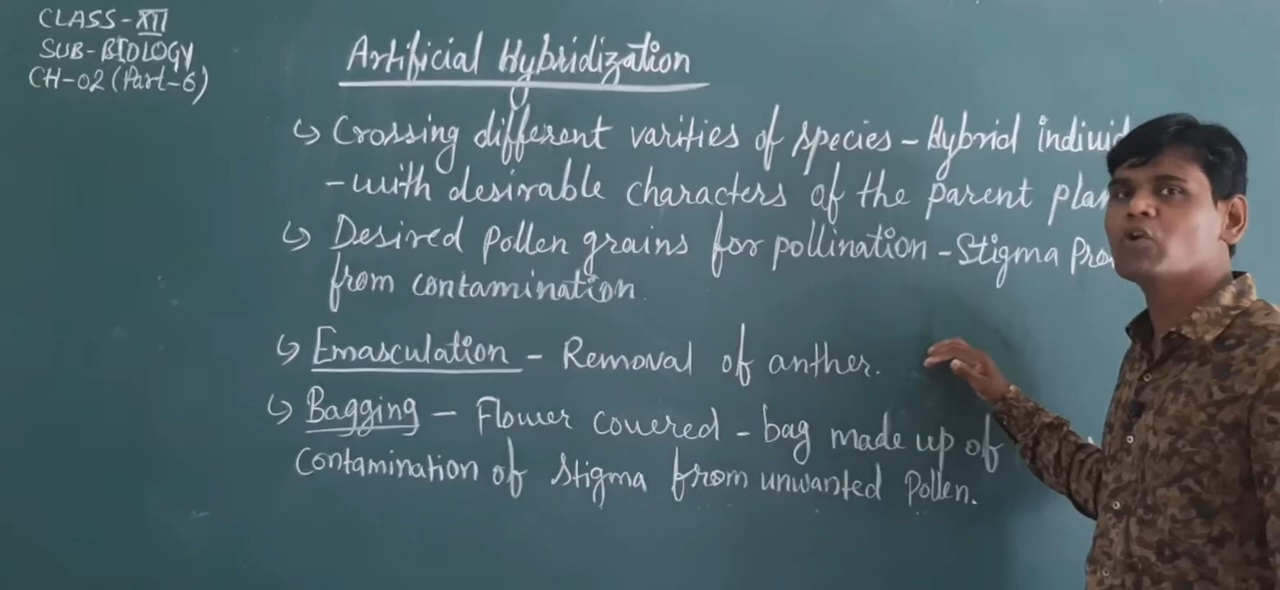 CLASS-XII
SUB-BIOLOGY
CH-02 (Part-6)
Artificial Hybridization
↳ Crossing different varities of species - Hybrid
- with desirable characters of the parent
↳ Desired pollen grains for pollination - Stigma
from contamination.
↳ Emasculation - Removal of anther.
↳ Bagging - Flower covered - bag made up of
contamination of stigma from unwanted pollen.